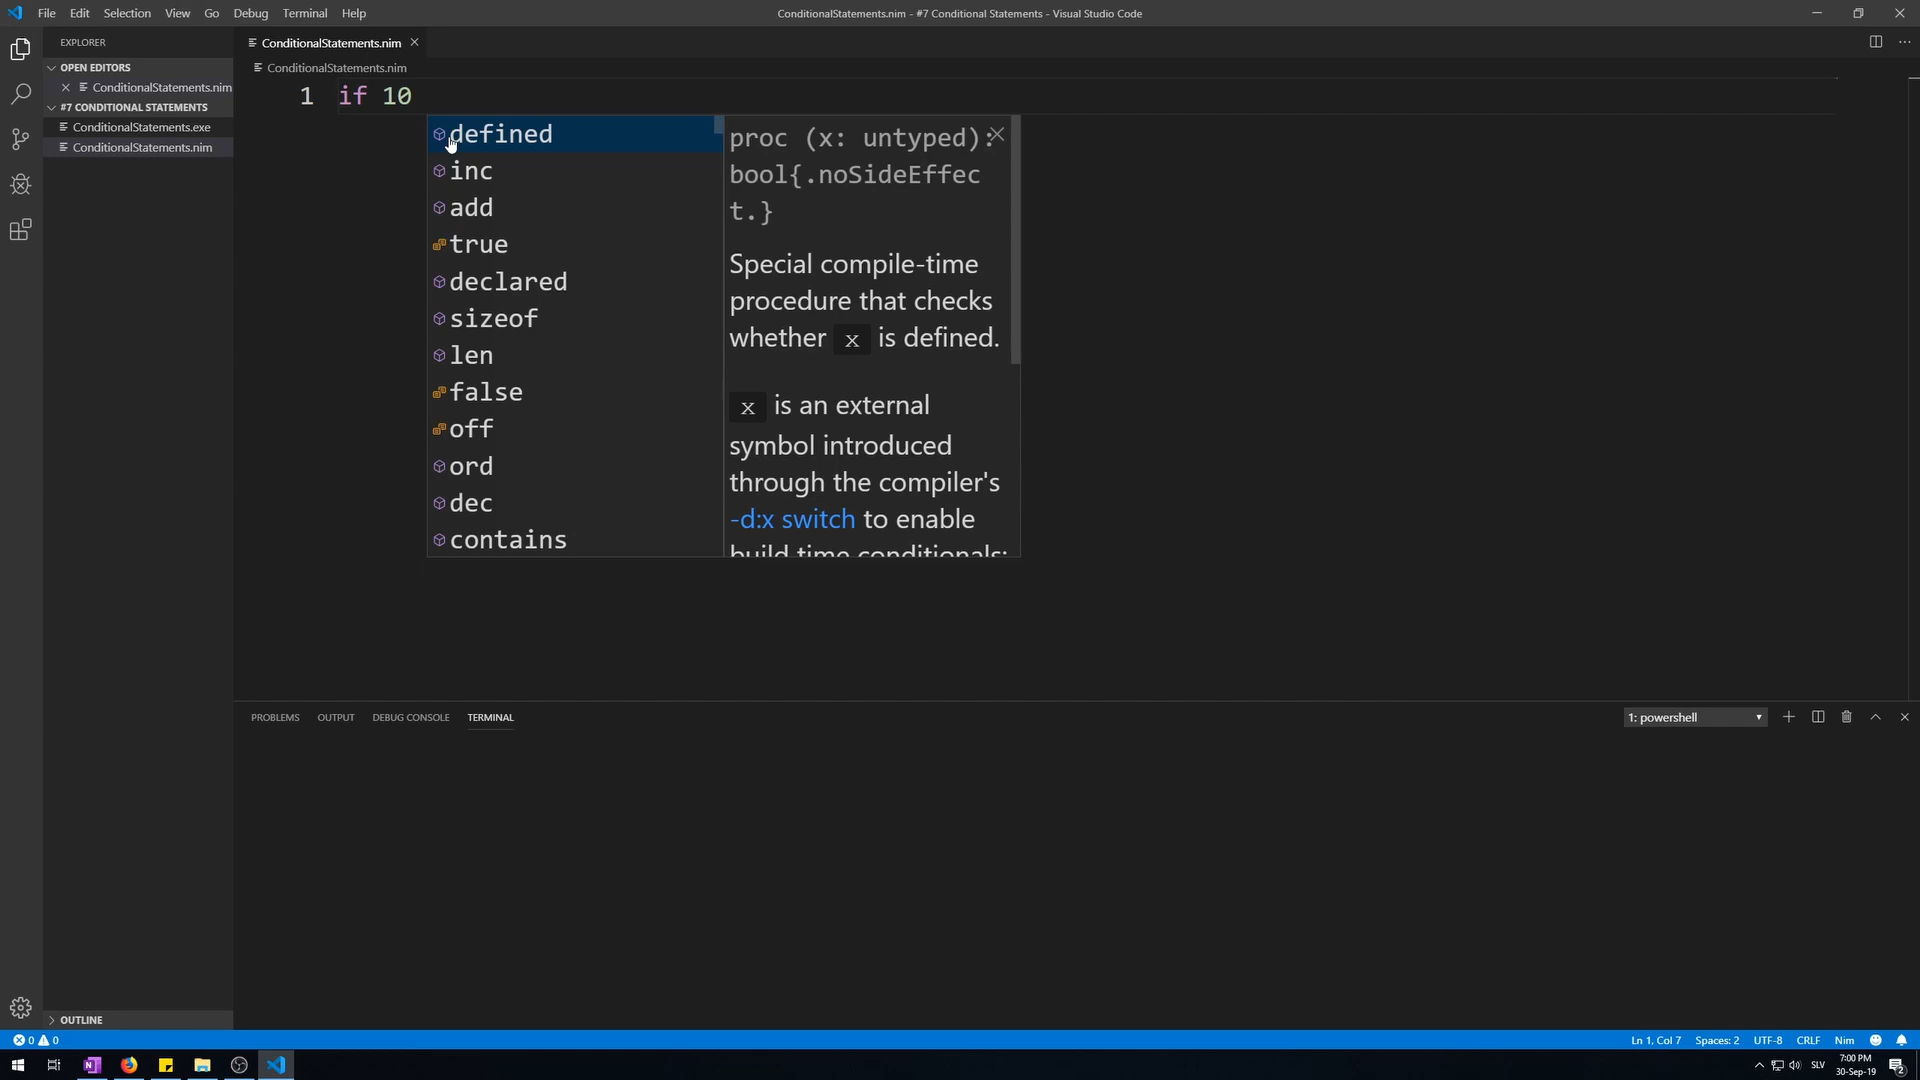 File Edit Selection View Go Debug Terminal Help
ConditionalStatements.nim - #7 Conditional Statements - Visual Studio Code
EXPLORER
OPEN EDITORS
ConditionalStatements.nim
#7 CONDITIONAL STATEMENTS
ConditionalStatements.exe
ConditionalStatements.nim
OUTLINE
ConditionalStatements.nim
ConditionalStatements.nim
1 if 10
defined
inc
add
true
declared
sizeof
len
false
off
ord
dec
contains
proc (x: untyped):
bool{.noSideEffec
t.}
Special compile-time
procedure that checks
whether x is defined.
x is an external
symbol introduced
through the compiler's
-d:x switch to enable
build time conditionals:
PROBLEMS OUTPUT DEBUG CONSOLE TERMINAL
1: powershell
0 0
Ln 1, Col 7 Spaces: 2 UTF-8 CRLF Nim
SLV
7:00 PM
30-Sep-19
2